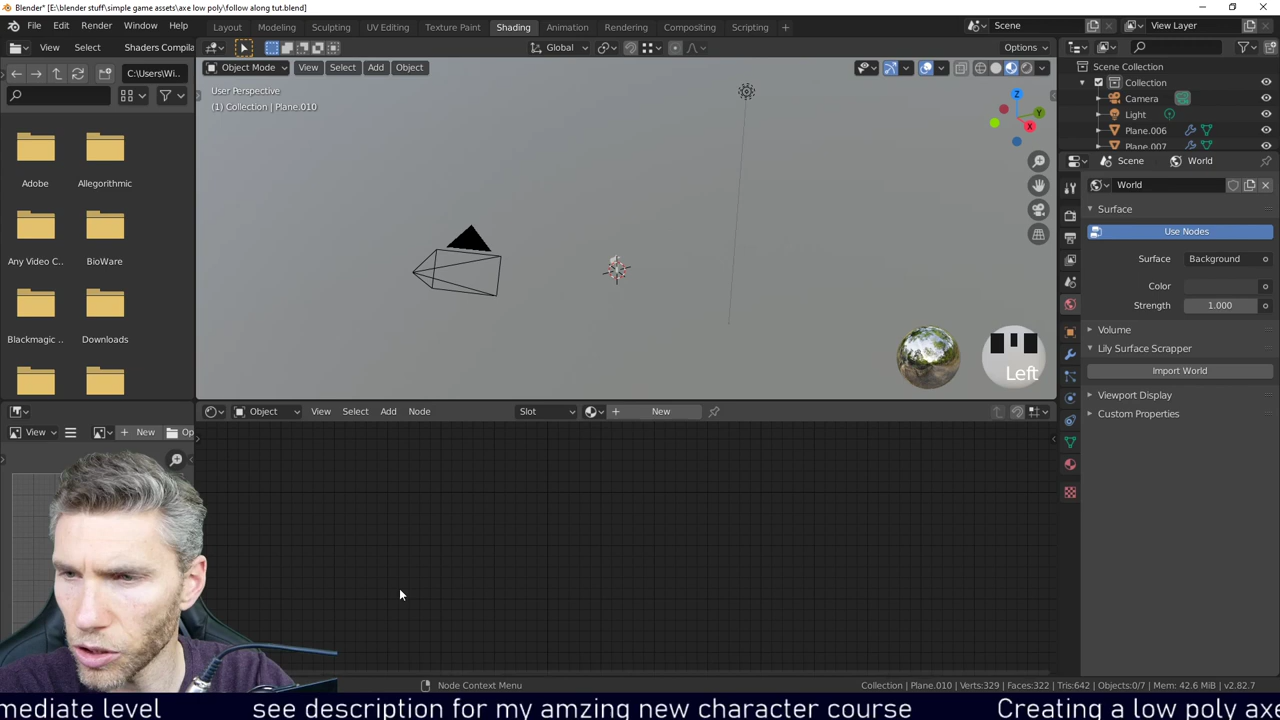 Blender* [E:\blender stuff\simple game assets\axe low poly\follow along tut.blend]
File Edit Render Window Help
Layout Modeling Sculpting UV Editing Texture Paint Shading Animation Rendering Compositing Scripting
Scene
View Layer
View Select Shaders Compila
Global
Options
C:\Users\Wi...
Object Mode View Select Add Object
User Perspective
(1) Collection | Plane.010
Z
Y
X
Adobe
Allegorithmic
Any Video C...
BioWare
Blackmagic ...
Downloads
Left
Scene Collection
Collection
Camera
Light
Plane.006
Plane.007
Scene
World
World
Surface
Use Nodes
Surface
Background
Color
Strength
1.000
Volume
Lily Surface Scrapper
Import World
Viewport Display
Custom Properties
Object View Select Add Node
Slot
New
View
New
Op
Node Context Menu
Collection | Plane.010 | Verts:329 | Faces:322 | Tris:642 | Objects:0/7 | Mem: 42.6 MiB | v2.82.7
mediate level
see description for my amzing new character course
Creating a low poly axe